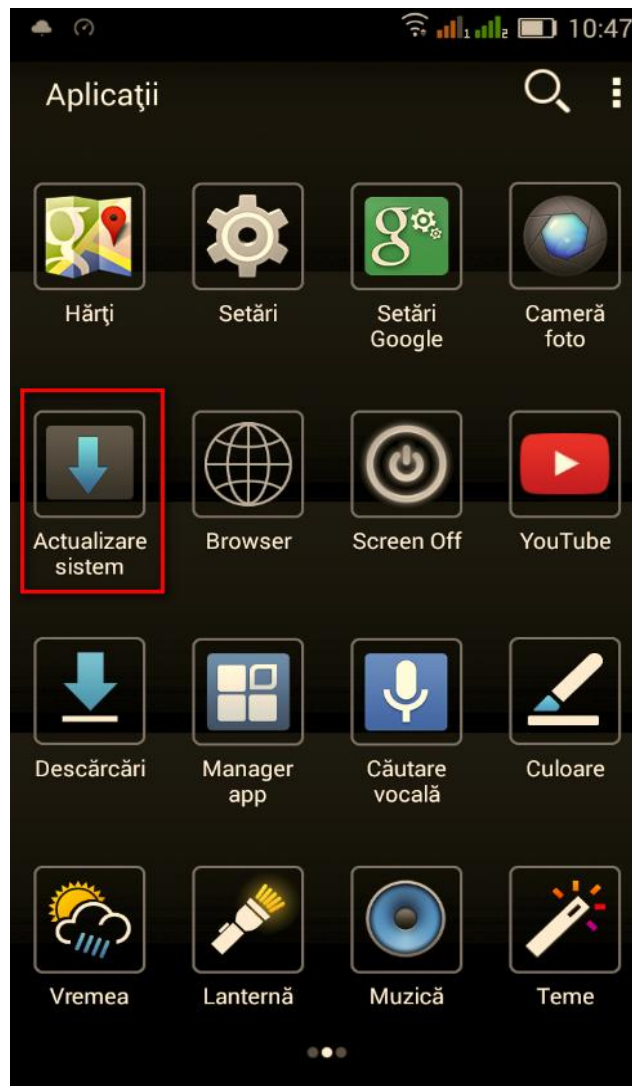 10:47
Aplicaţii
Hărţi
Setări
Setări
Google
Cameră
foto
Actualizare
sistem
Browser
Screen Off
YouTube
Descărcări
Manager
app
Căutare
vocală
Culoare
Vremea
Lanternă
Muzică
Teme